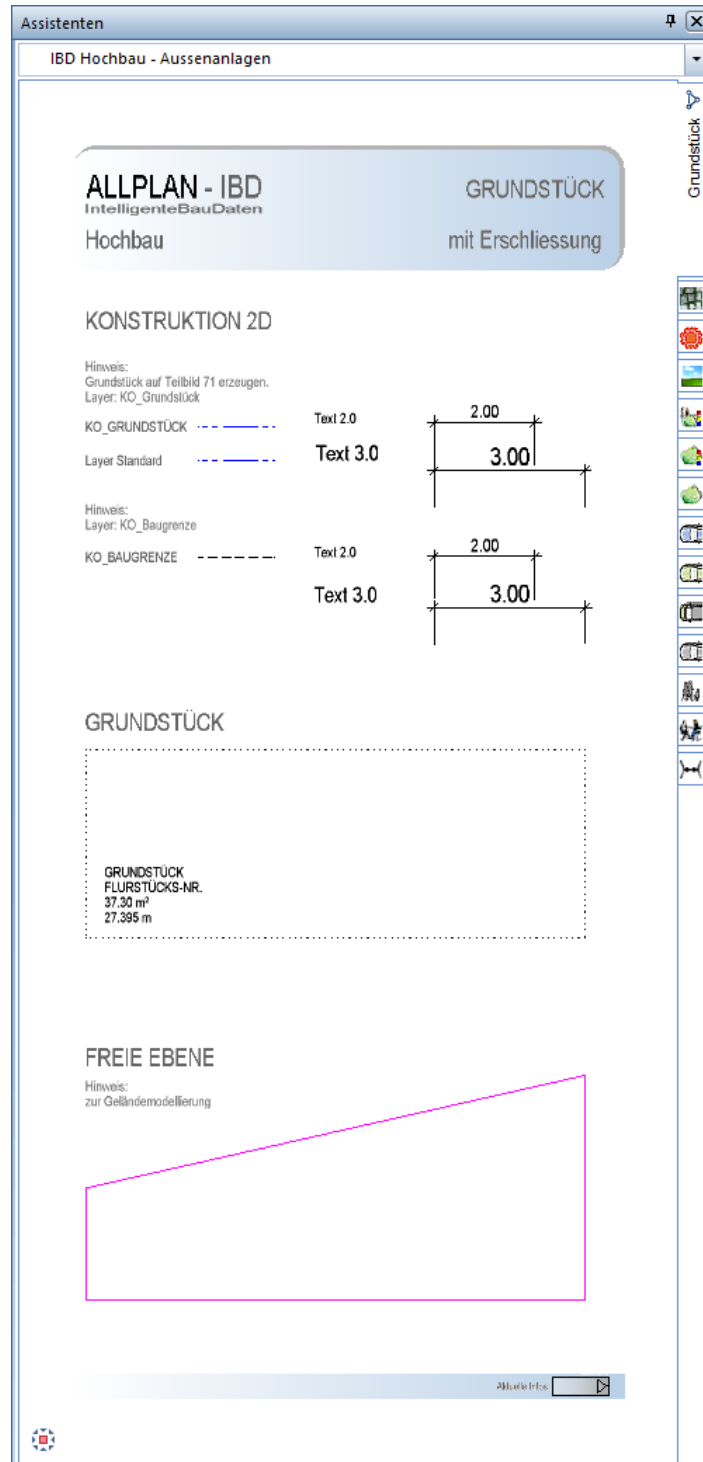 Assistenten
IBD Hochbau - Aussenanlagen
Grundstück
ALLPLAN - IBD
IntelligenteBauDaten
GRUNDSTÜCK
Hochbau
mit Erschliessung
KONSTRUKTION 2D
Hinweis:
Grundstück auf Teilbild 71 erzeugen.
Layer: KO_Grundstück
KO_GRUNDSTÜCK
Text 2.0
2.00
Layer Standard
Text 3.0
3.00
Hinweis:
Layer: KO_Baugrenze
KO_BAUGRENZE
Text 2.0
2.00
Text 3.0
3.00
GRUNDSTÜCK
GRUNDSTÜCK
FLURSTÜCKS-NR.
37.30 m²
27.395 m
FREIE EBENE
Hinweis:
zur Geländemodellierung
Aktuelle Infos